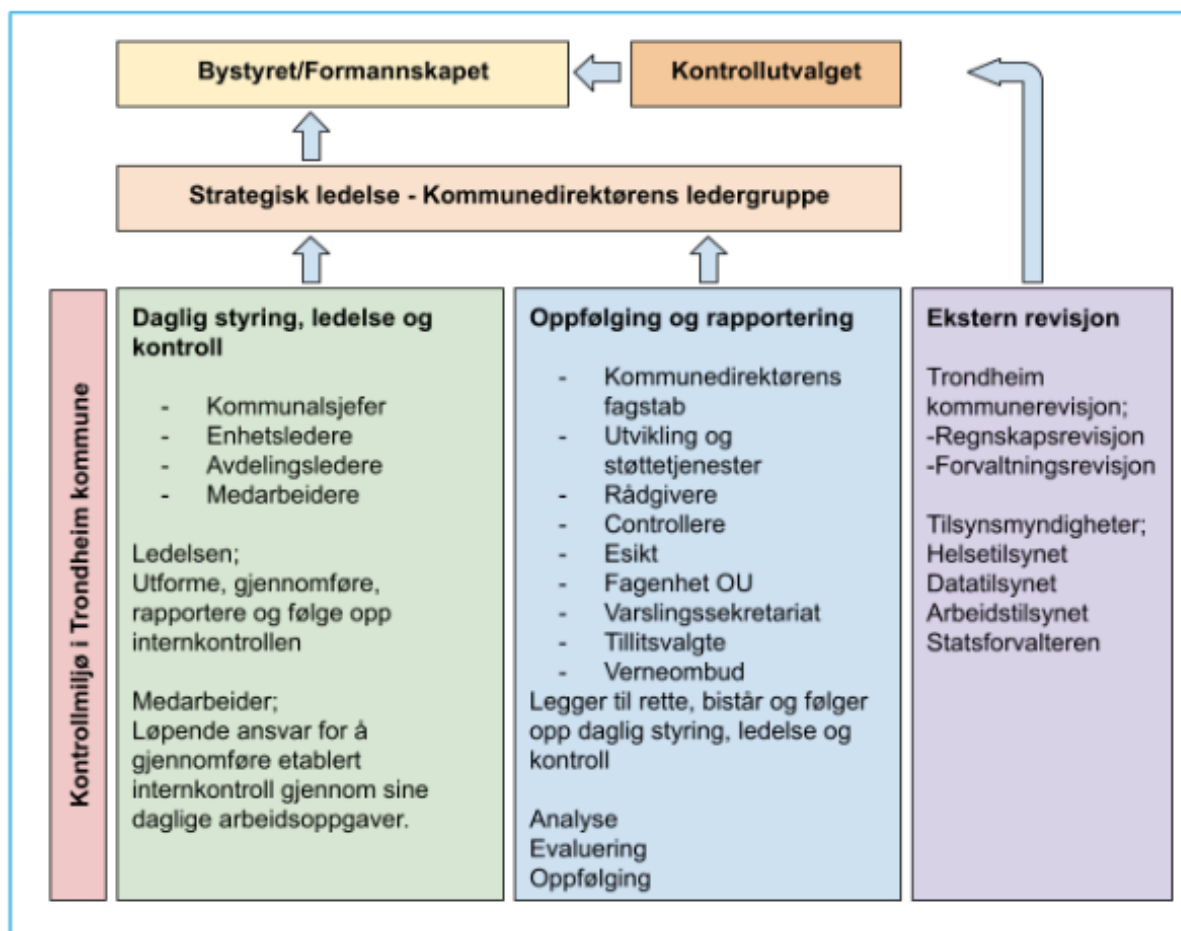 Bystyret/Formannskapet
Kontrollutvalget
Strategisk ledelse - Kommunedirektørens ledergruppe
Kontrollmiljø i Trondheim kommune
Daglig styring, ledelse og
kontroll
- Kommunalsjefer
- Enhetsledere
- Avdelingsledere
- Medarbeidere
Ledelsen;
Utforme, gjennomføre,
rapportere og følge opp
internkontrollen
Medarbeider;
Løpende ansvar for å
gjennomføre etablert
internkontroll gjennom sine
daglige arbeidsoppgaver.
Oppfølging og rapportering
- Kommunedirektørens
fagstab
- Utvikling og
støttetjenester
- Rådgivere
- Controllere
- Esikt
- Fagenhet OU
- Varslingssekretariat
- Tillitsvalgte
- Verneombud
Legger til rette, bistår og følger
opp daglig styring, ledelse og
kontroll
Analyse
Evaluering
Oppfølging
Ekstern revisjon
Trondheim
kommunerevisjon;
-Regnskapsrevisjon
-Forvaltningsrevisjon
Tilsynsmyndigheter;
Helsetilsynet
Datatilsynet
Arbeidstilsynet
Statsforvalteren